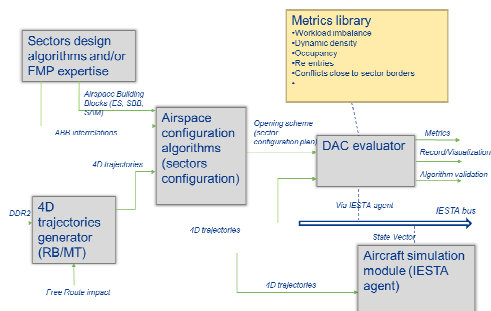 Sectors design
algorithms and/or
FMP expertise
Metrics library
•Workload imbalance
•Dynamic density
•Occupancy
•Re entries
•Conflicts close to sector borders
•
Airspace Building
Blocks (ES, SBB,
SAM)
ABB interrelations
Airspace
configuration
algorithms
(sectors
configuration)
Opening scheme
(sector
configuration plan)
DAC evaluator
Metrics
Record/Visualization
Algorithm validation
4D trajectories
DDR2
4D
trajectories
generator
(RB/MT)
Via IESTA agent
IESTA bus
4D trajectories
State Vector
Aircraft simulation
module (IESTA
agent)
4D trajectories
Free Route impact